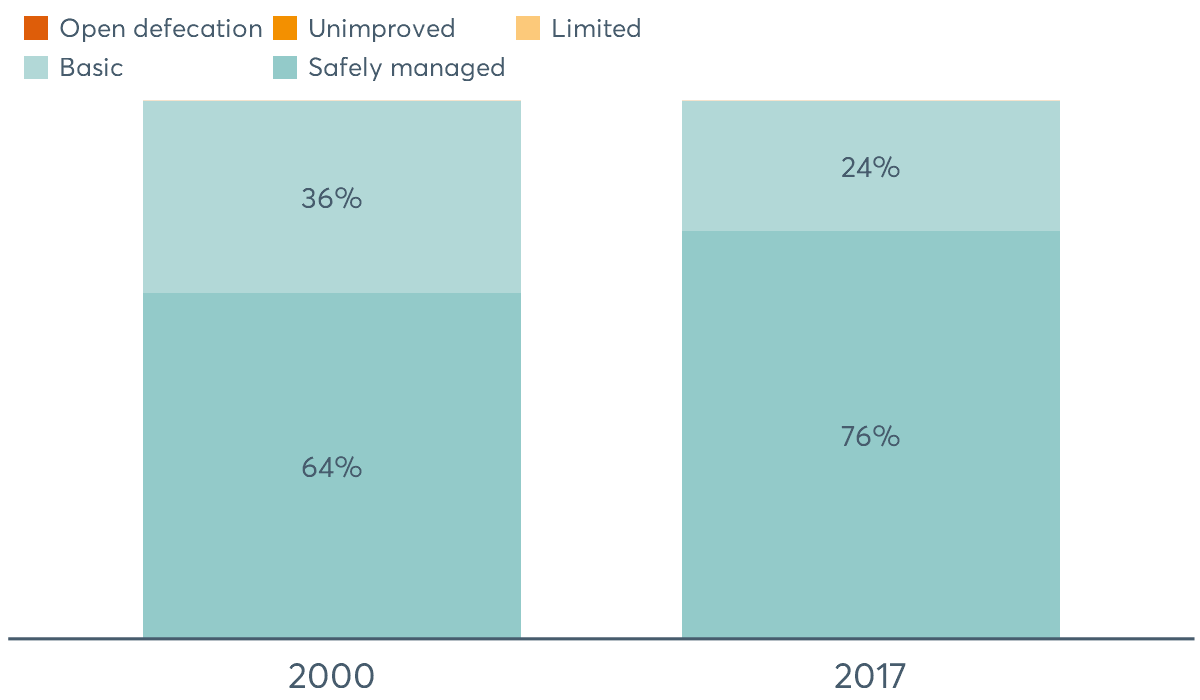 Open defecation Unimproved Limited
Basic Safely managed
36% 24%
64% 76%
2000 2017